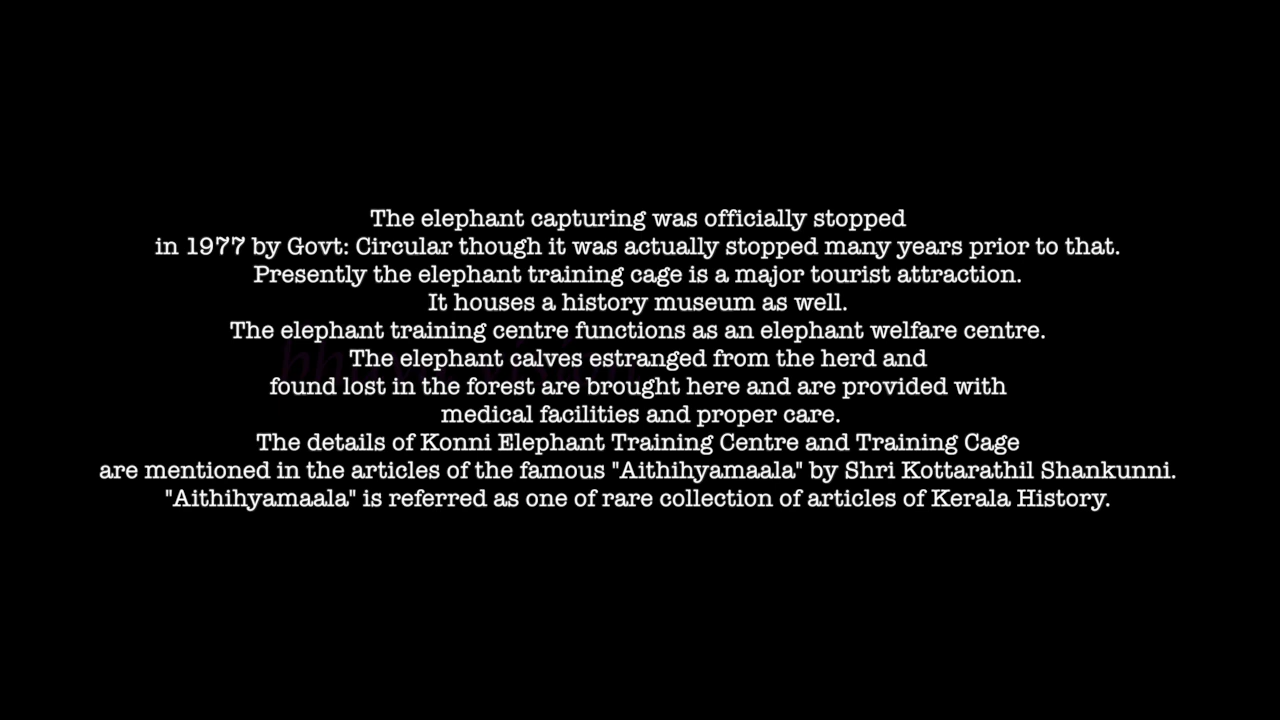 The elephant capturing was officially stopped
in 1977 by Govt: Circular though it was actually stopped many years prior to that.
Presently the elephant training cage is a major tourist attraction.
It houses a history museum as well.
The elephant training centre functions as an elephant welfare centre.
The elephant calves estranged from the herd and
found lost in the forest are brought here and are provided with
medical facilities and proper care.
The details of Konni Elephant Training Centre and Training Cage
are mentioned in the articles of the famous "Aithihyamaala" by Shri Kottarathil Shankunni.
"Aithihyamaala" is referred as one of rare collection of articles of Kerala History.